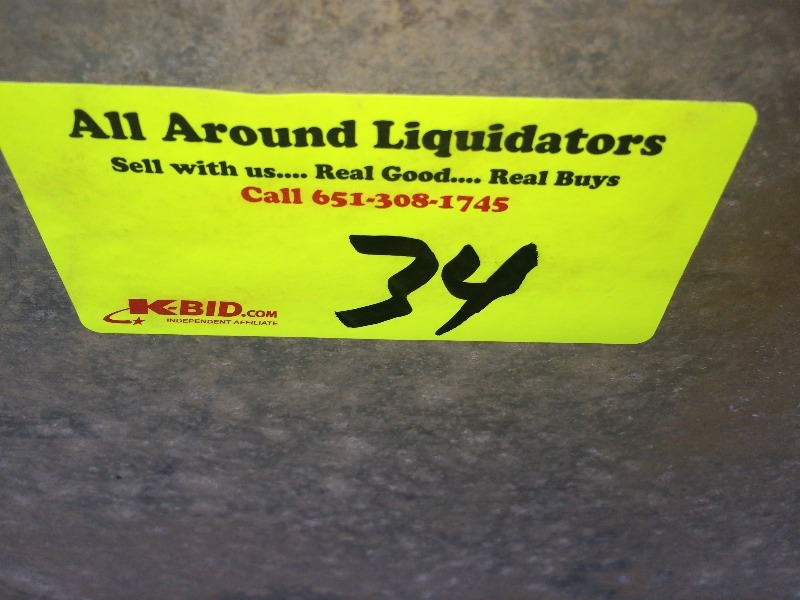 All Around Liquidators
Sell with us.... Real Good.... Real Buys
Call 651-308-1745
34
K-BID.COM
INDEPENDENT AFFILIATE